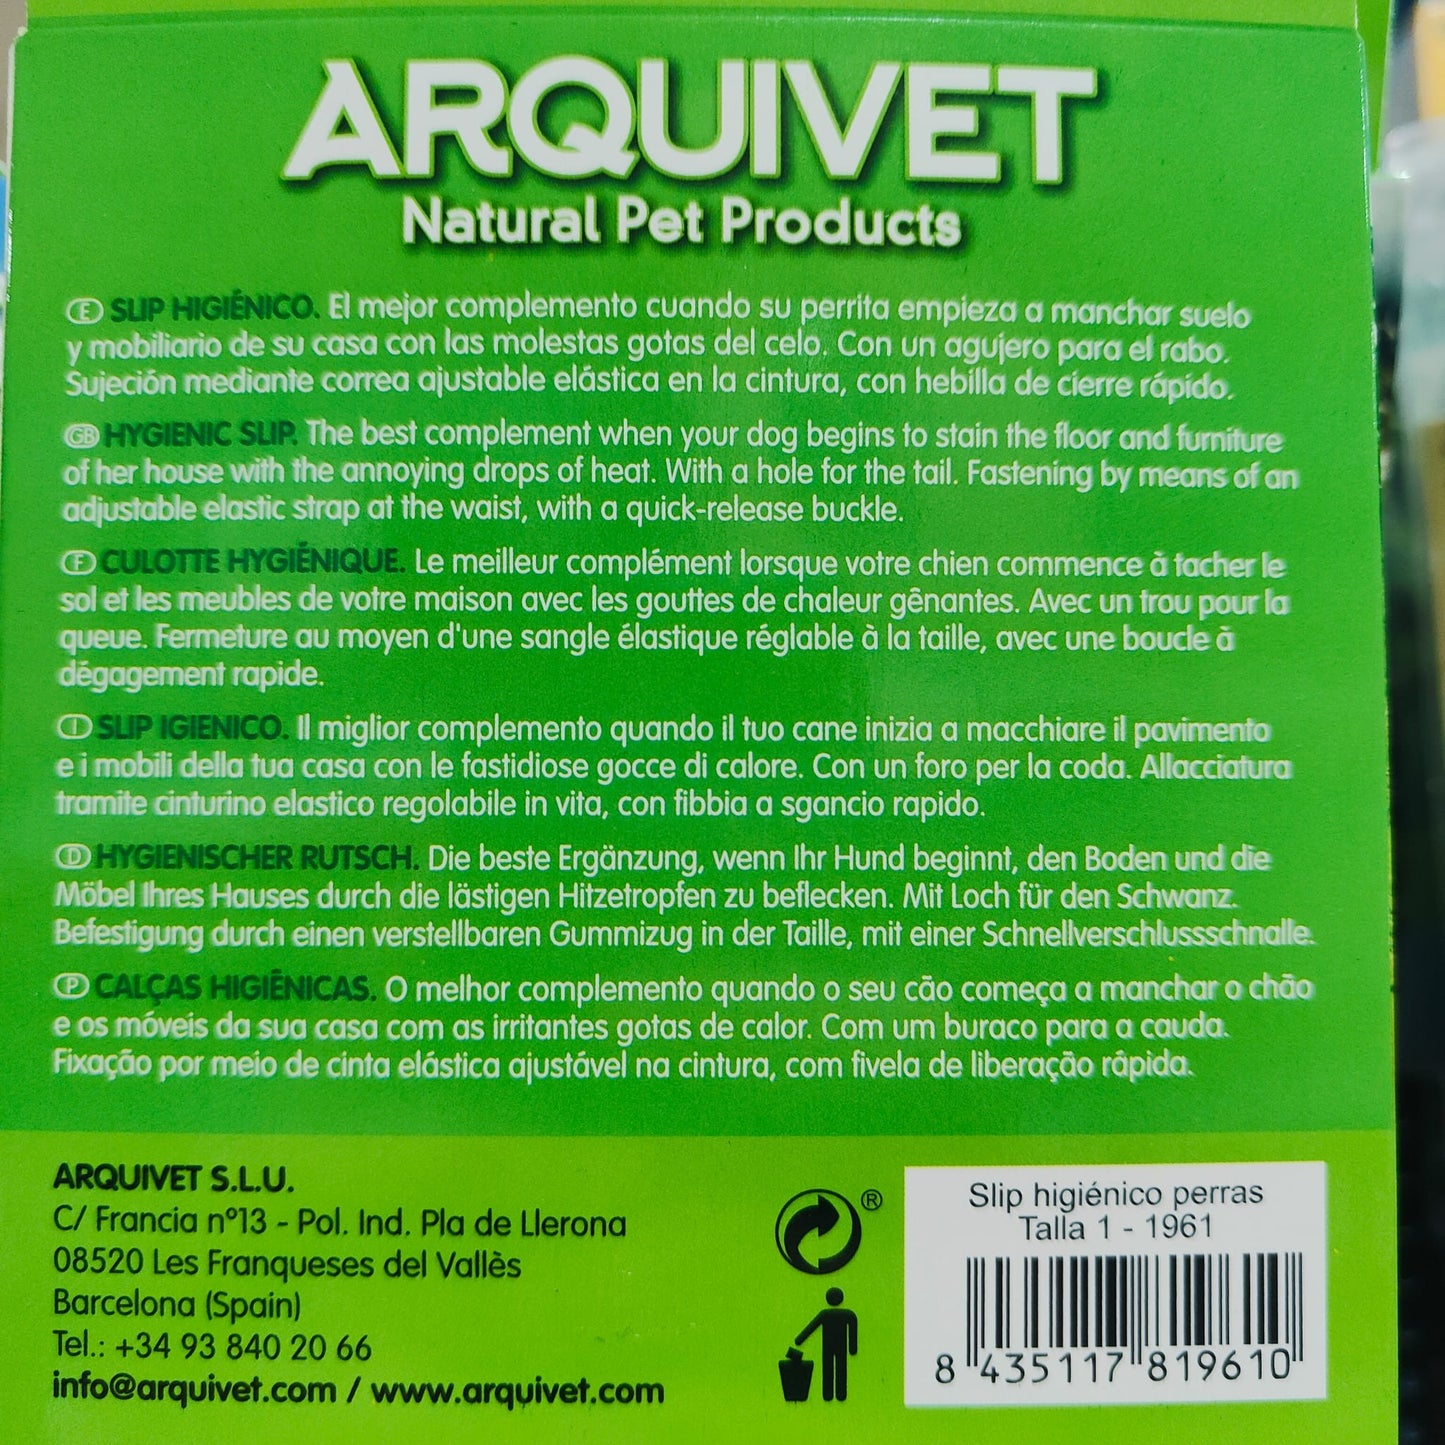 ARQUIVET
Natural Pet Products
E SLIP HIGIÉNICO. El mejor complemento cuando su perrita empieza a manchar suelo
y mobiliario de su casa con las molestas gotas del celo. Con un agujero para el rabo.
Sujeción mediante correa ajustable elástica en la cintura, con hebilla de cierre rápido.
GB HYGIENIC SLIP. The best complement when your dog begins to stain the floor and furniture
of her house with the annoying drops of heat. With a hole for the tail. Fastening by means of an
adjustable elastic strap at the waist, with a quick-release buckle.
F CULOTTE HYGIÉNIQUE. Le meilleur complément lorsque votre chien commence à tacher le
sol et les meubles de votre maison avec les gouttes de chaleur gênantes. Avec un trou pour la
queue. Fermeture au moyen d'une sangle élastique réglable à la taille, avec une boucle à
dégagement rapide.
I SLIP IGIENICO. Il miglior complemento quando il tuo cane inizia a macchiare il pavimento
e i mobili della tua casa con le fastidiose gocce di calore. Con un foro per la coda. Allacciatura
tramite cinturino elastico regolabile in vita, con fibbia a sgancio rapido.
D HYGIENISCHER RUTSCH. Die beste Ergänzung, wenn Ihr Hund beginnt, den Boden und die
Möbel Ihres Hauses durch die lästigen Hitzetropfen zu beflecken. Mit Loch für den Schwanz.
Befestigung durch einen verstellbaren Gummizug in der Taille, mit einer Schnellverschlussschnalle.
P CALÇAS HIGIÊNICAS. O melhor complemento quando o seu cão começa a manchar o chão
e os móveis da sua casa com as irritantes gotas de calor. Com um buraco para a cauda.
Fixação por meio de cinta elástica ajustável na cintura, com fivela de liberação rápida.
ARQUIVET S.L.U.
C/ Francia nº13 - Pol. Ind. Pla de Llerona
08520 Les Franqueses del Vallès
Barcelona (Spain)
Tel.: +34 93 840 20 66
info@arquivet.com / www.arquivet.com
®
Slip higiénico perras
Talla 1 - 1961
8 435117 819610